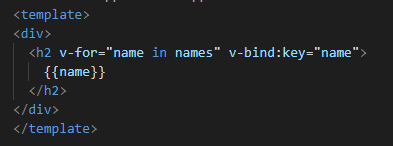 <template>
<div>
<h2 v-for="name in names" v-bind:key="name">
{{name}}
</h2>
</div>
</template>